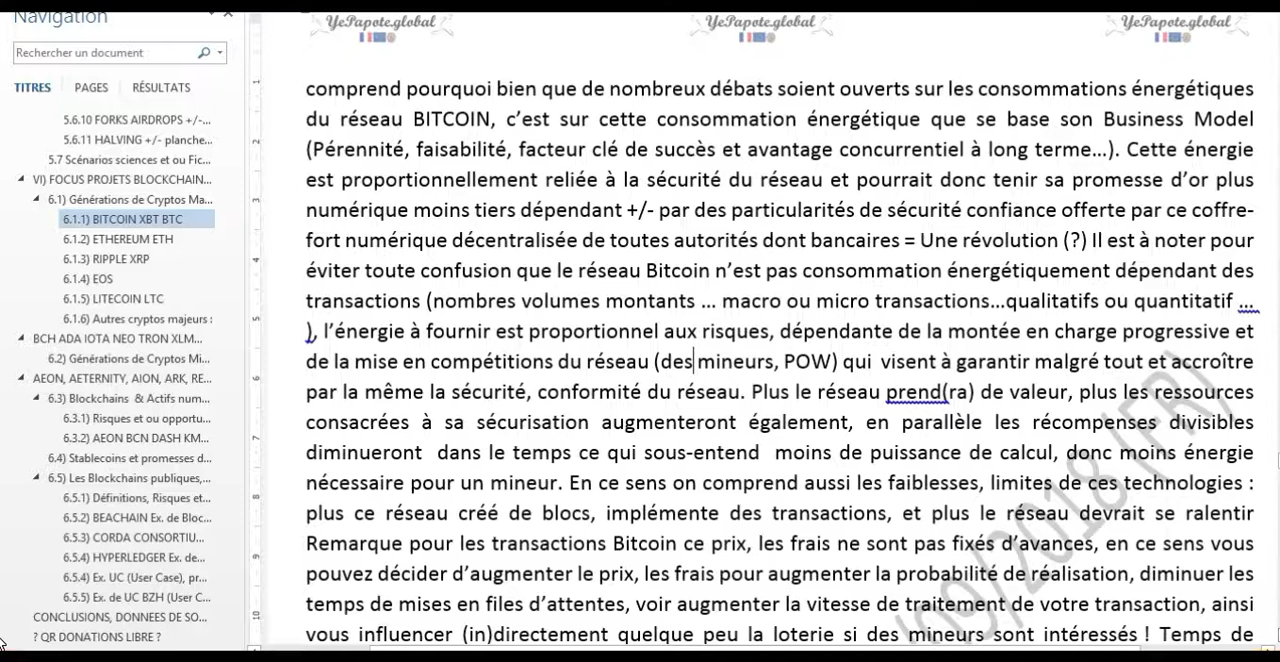 Navigation
Rechercher un document
TITRES PAGES RÉSULTATS
5.6.10 FORKS AIRDROPS +/-...
5.6.11 HALVING +/- planche...
5.7 Scénarios sciences et ou Fic...
VI) FOCUS PROJETS BLOCKCHAIN...
6.1) Générations de Cryptos Ma...
6.1.1) BITCOIN XBT BTC
6.1.2) ETHEREUM ETH
6.1.3) RIPPLE XRP
6.1.4) EOS
6.1.5) LITECOIN LTC
6.1.6) Autres cryptos majeurs :
BCH ADA IOTA NEO TRON XLM...
6.2) Générations de Cryptos Mi...
AEON, AETERNITY, AION, ARK, RE...
6.3) Blockchains & Actifs num...
6.3.1) Risques et ou opportu...
6.3.2) AEON BCN DASH KM...
6.4) Stablecoins et promesses d...
6.5) Les Blockchains publiques,...
6.5.1) Définitions, Risques et...
6.5.2) BEACHAIN Ex. de Bloc...
6.5.3) CORDA CONSORTIU...
6.5.4) HYPERLEDGER Ex. de...
6.5.4) Ex. UC (User Case), pr...
6.5.5) Ex. de UC BZH (User C...
CONCLUSIONS, DONNEES DE SO...
? QR DONATIONS LIBRE ?
YePapote.global YePapote.global YePapote.global
comprend pourquoi bien que de nombreux débats soient ouverts sur les consommations énergétiques
du réseau BITCOIN, c'est sur cette consommation énergétique que se base son Business Model
(Pérennité, faisabilité, facteur clé de succès et avantage concurrentiel à long terme...). Cette énergie
est proportionnellement reliée à la sécurité du réseau et pourrait donc tenir sa promesse d'or plus
numérique moins tiers dépendant +/- par des particularités de sécurité confiance offerte par ce coffre-
fort numérique décentralisée de toutes autorités dont bancaires = Une révolution (?) Il est à noter pour
éviter toute confusion que le réseau Bitcoin n'est pas consommation énergétiquement dépendant des
transactions (nombres volumes montants ... macro ou micro transactions...qualitatifs ou quantitatif ...
), l'énergie à fournir est proportionnel aux risques, dépendante de la montée en charge progressive et
de la mise en compétitions du réseau (des mineurs, POW) qui visent à garantir malgré tout et accroître
par la même la sécurité, conformité du réseau. Plus le réseau prend(ra) de valeur, plus les ressources
consacrées à sa sécurisation augmenteront également, en parallèle les récompenses divisibles
diminueront dans le temps ce qui sous-entend moins de puissance de calcul, donc moins énergie
nécessaire pour un mineur. En ce sens on comprend aussi les faiblesses, limites de ces technologies :
plus ce réseau créé de blocs, implémente des transactions, et plus le réseau devrait se ralentir
Remarque pour les transactions Bitcoin ce prix, les frais ne sont pas fixés d'avances, en ce sens vous
pouvez décider d'augmenter le prix, les frais pour augmenter la probabilité de réalisation, diminuer les
temps de mises en files d'attentes, voir augmenter la vitesse de traitement de votre transaction, ainsi
vous influencer (in)directement quelque peu la loterie si des mineurs sont intéressés ! Temps de
09/2018/(FR)
1
2
3
4
5
6
7
8
9
10